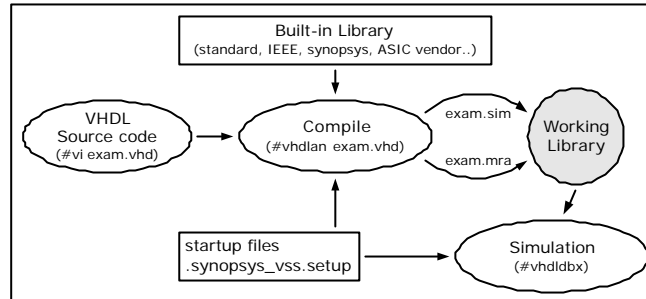 Built-in Library
(standard, IEEE, synopsys, ASIC vendor..)
VHDL
Source code
(#vi exam.vhd)
Compile
(#vhdlan exam.vhd)
exam.sim
exam.mra
Working
Library
startup files
.synopsys_vss.setup
Simulation
(#vhdldbx)